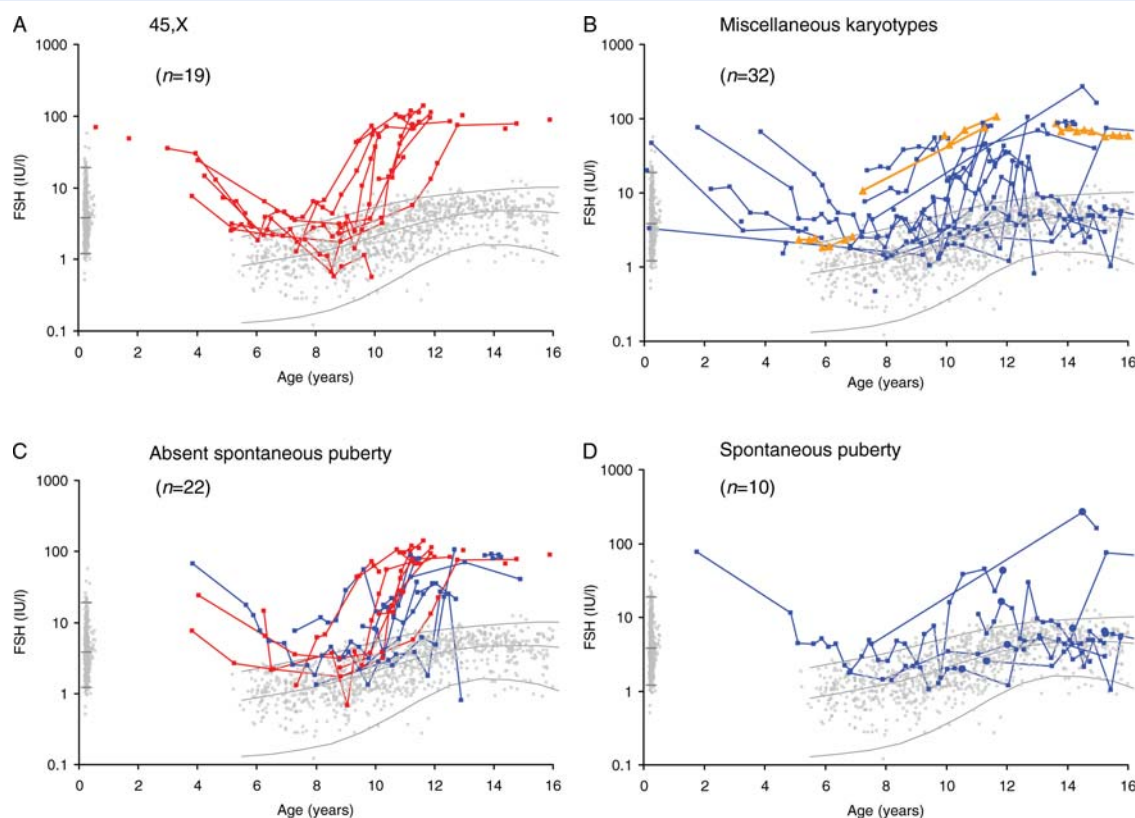 A
45,X
(n=19)
FSH (IU/l)
1000
100
10
1
0.1
0 2 4 6 8 10 12 14 16
Age (years)
B
Miscellaneous karyotypes
(n=32)
FSH (IU/l)
1000
100
10
1
0.1
0 2 4 6 8 10 12 14 16
Age (years)
C
Absent spontaneous puberty
(n=22)
FSH (IU/l)
1000
100
10
1
0.1
0 2 4 6 8 10 12 14 16
Age (years)
D
Spontaneous puberty
(n=10)
FSH (IU/l)
1000
100
10
1
0.1
0 2 4 6 8 10 12 14 16
Age (years)